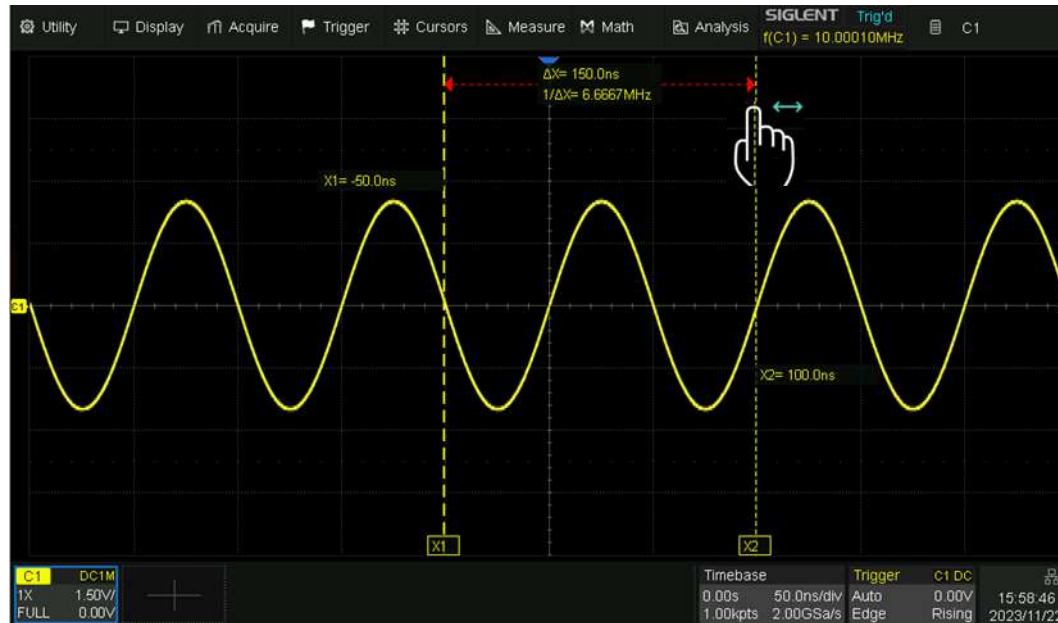 Utility Display Acquire Trigger Cursors Measure Math Analysis
SIGLENT Trig'd
f(C1) = 10.00010MHz
C1
ΔX= 150.0ns
1/ΔX= 6.6667MHz
X1= -50.0ns
C1
X2= 100.0ns
X1 X2
C1 DC1M
1X 1.50V/
FULL 0.00V
Timebase
0.00s 50.0ns/div
1.00kpts 2.00GSa/s
Trigger C1 DC
Auto 0.00V
Edge Rising
15:58:46